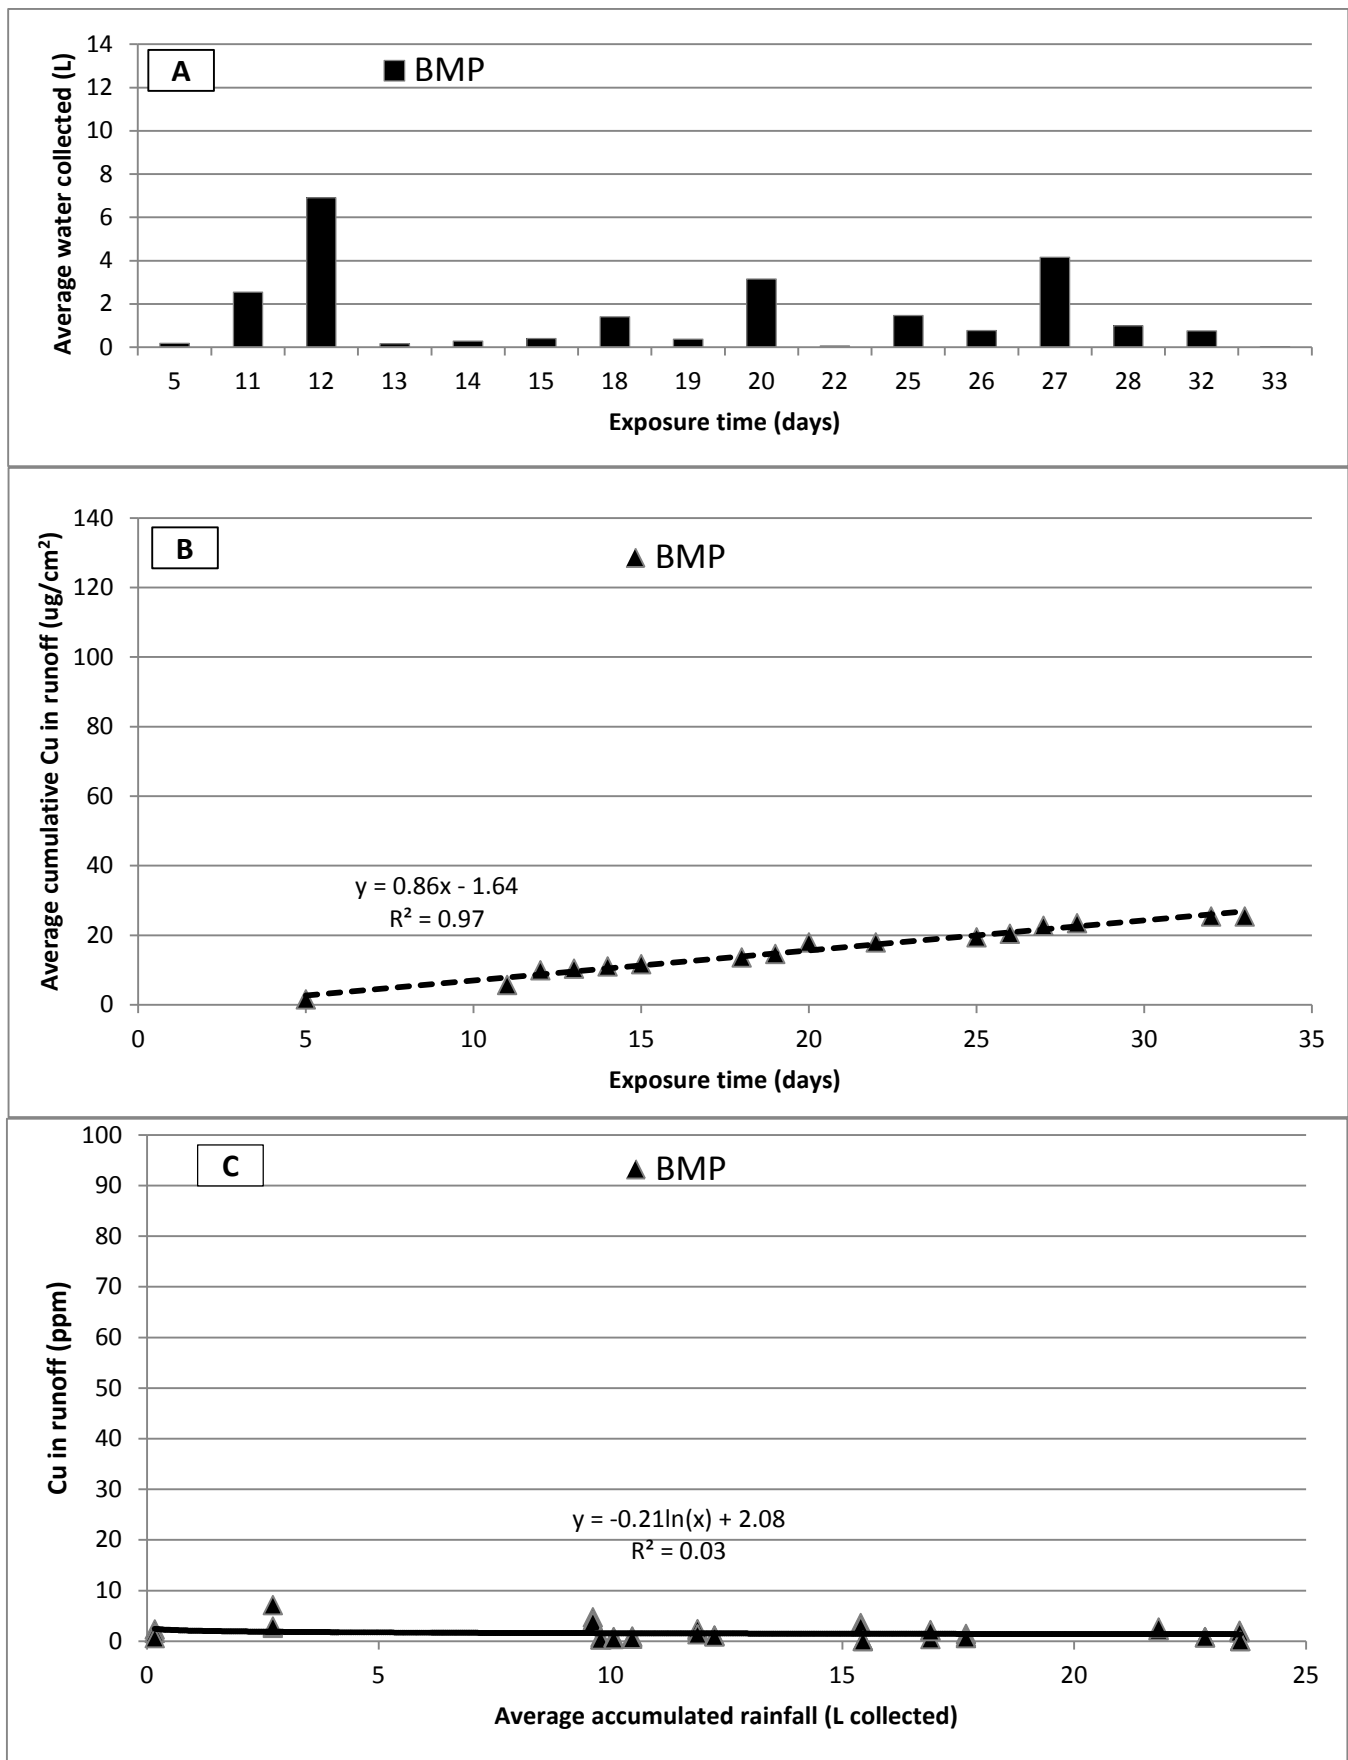 A
BMP
Average water collected (L)
14
12
10
8
6
4
2
0
5 11 12 13 14 15 18 19 20 22 25 26 27 28 32 33
Exposure time (days)
B
BMP
Average cumulative Cu in runoff (ug/cm²)
140
120
100
80
60
40
20
0
y = 0.86x - 1.64
R² = 0.97
0 5 10 15 20 25 30 35
Exposure time (days)
C
BMP
Cu in runoff (ppm)
100
90
80
70
60
50
40
30
20
10
0
y = -0.21ln(x) + 2.08
R² = 0.03
0 5 10 15 20 25
Average accumulated rainfall (L collected)